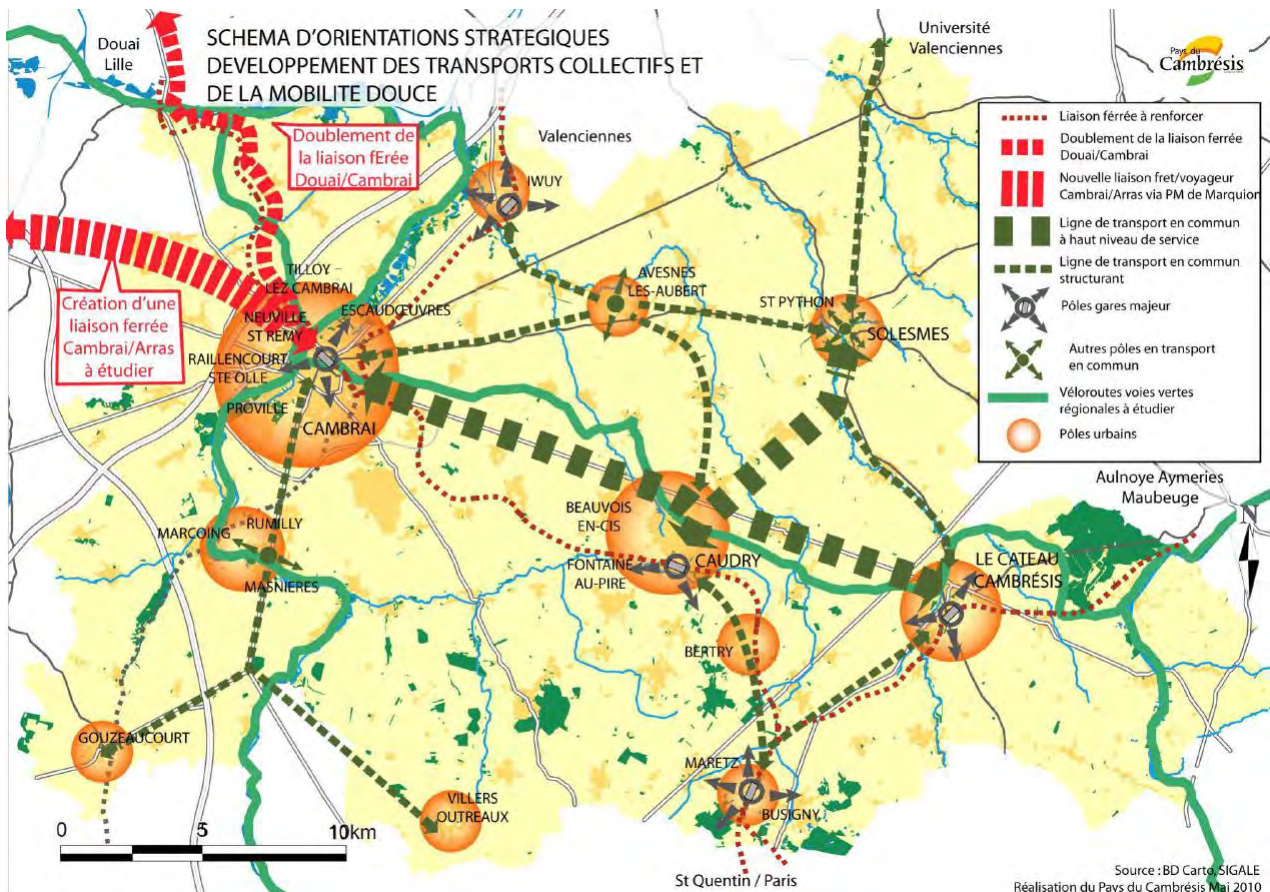 Douai
Lille
SCHEMA D'ORIENTATIONS STRATEGIQUES
DEVELOPPEMENT DES TRANSPORTS COLLECTIFS ET
DE LA MOBILITE DOUCE
Université
Valenciennes
Pays du
Cambrésis
Doublement de
la liaison fErée
Douai/Cambrai
Valenciennes
Liaison ferrée à renforcer
Doublement de la liaison ferrée
Douai/Cambrai
Nouvelle liaison fret/voyageur
Cambrai/Arras via PM de Marquion
Ligne de transport en commun
à haut niveau de service
Ligne de transport en commun
structurant
Pôles gares majeur
Autres pôles en transport
en commun
Véloroutes voies vertes
régionales à étudier
Pôles urbains
IWUY
Création d'une
liaison ferrée
Cambrai/Arras
à étudier
TILLOY –
LEZ CAMBRAI
NEUVILLE
ST REMY
ESCAUDŒUVRES
RAILLENCOURT
STE OLLE
PROVILLE
CAMBRAI
AVESNES
LES-AUBERT
ST PYTHON
SOLESMES
Aulnoye Aymeries
Maubeuge
N
BEAUVOIS
EN-CIS
FONTAINE
AU-PIRE
CAUDRY
LE CATEAU
CAMBRÉSIS
MARCOING
RUMILLY
MASNIERES
BERTRY
GOUZEAUCOURT
VILLERS
OUTREAUX
MARETZ
BUSIGNY
0 5 10km
St Quentin / Paris
Source : BD Carto, SIGALE
Réalisation du Pays du Cambrésis Mai 2010